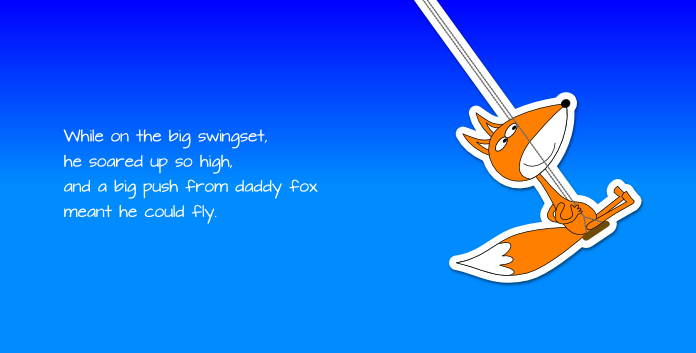 While on the big swingset,
he soared up so high,
and a big push from daddy fox
meant he could fly.